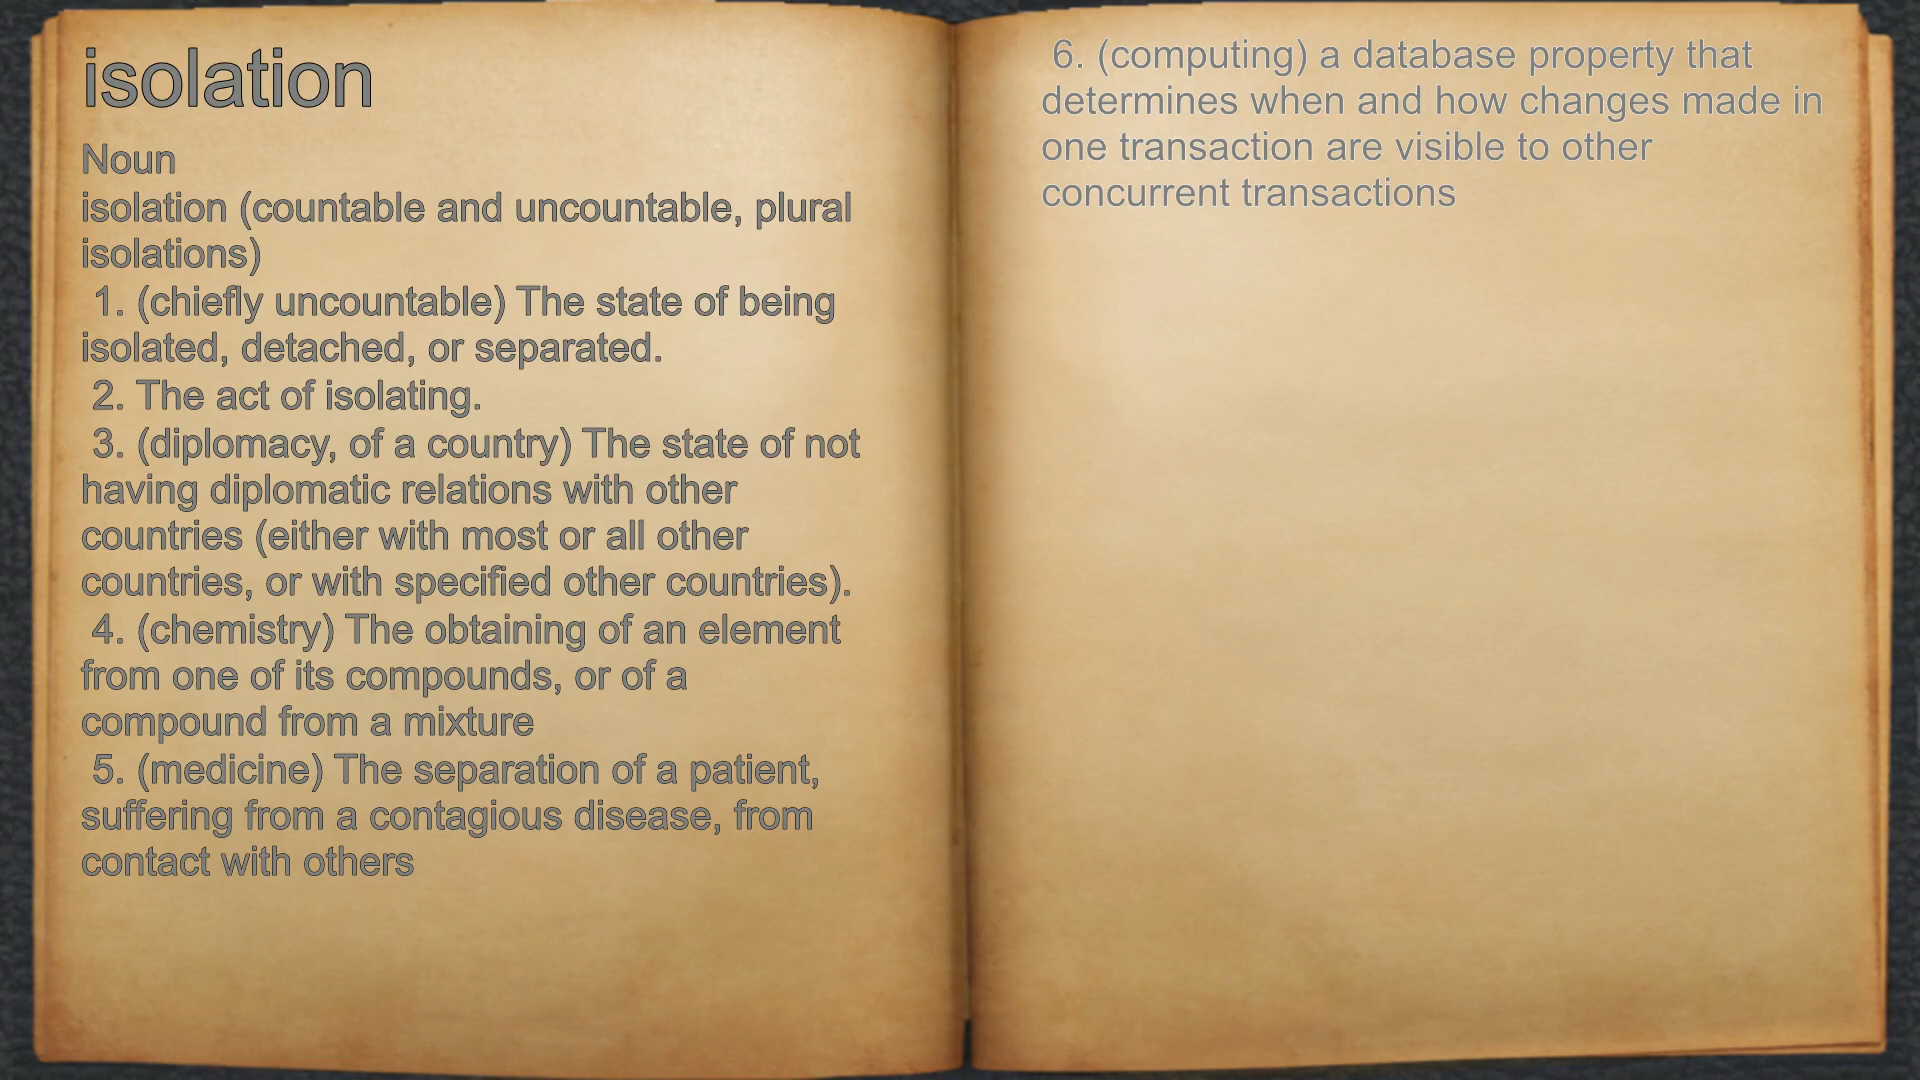 isolation
Noun
isolation (countable and uncountable, plural
isolations)
1. (chiefly uncountable) The state of being
isolated, detached, or separated.
2. The act of isolating.
3. (diplomacy, of a country) The state of not
having diplomatic relations with other
countries (either with most or all other
countries, or with specified other countries).
4. (chemistry) The obtaining of an element
from one of its compounds, or of a
compound from a mixture
5. (medicine) The separation of a patient,
suffering from a contagious disease, from
contact with others
6. (computing) a database property that
determines when and how changes made in
one transaction are visible to other
concurrent transactions